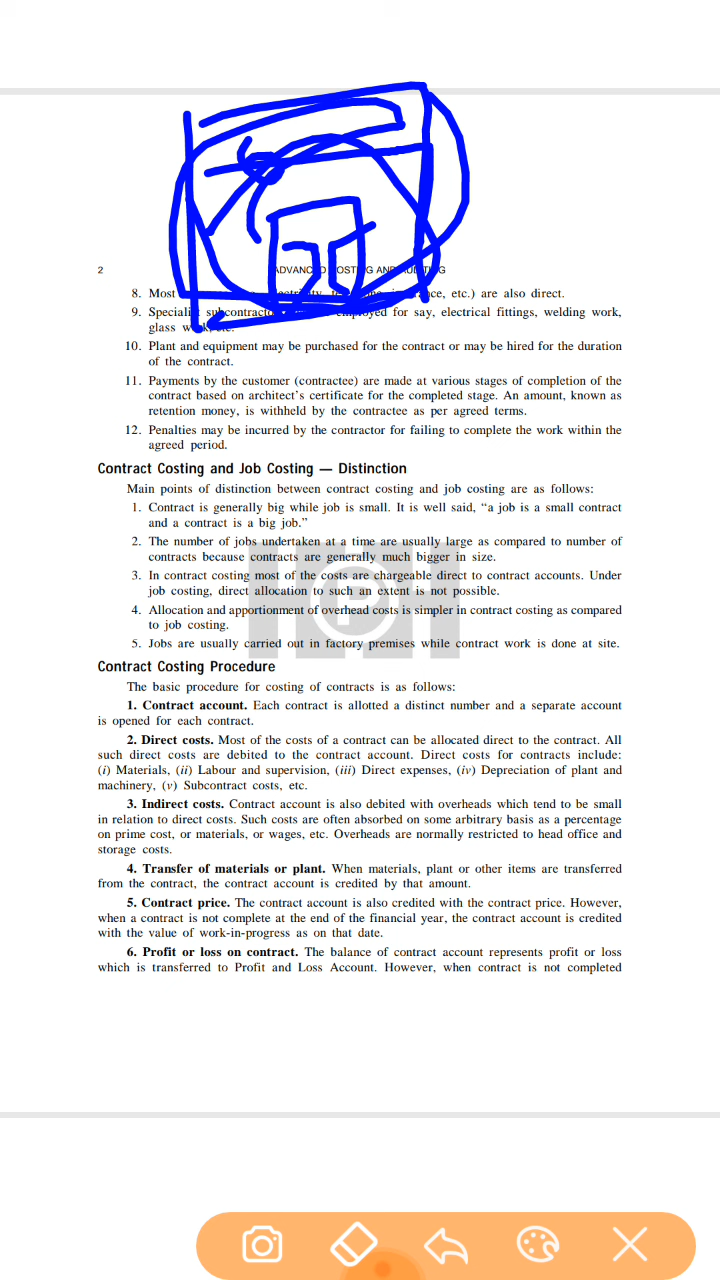 2
ADVANC D OST G AND UD T G
8. Most etc.) are also direct.
9. Specialist subcontracto employed for say, electrical fittings, welding work,
glass work, etc.
10. Plant and equipment may be purchased for the contract or may be hired for the duration
of the contract.
11. Payments by the customer (contractee) are made at various stages of completion of the
contract based on architect's certificate for the completed stage. An amount, known as
retention money, is withheld by the contractee as per agreed terms.
12. Penalties may be incurred by the contractor for failing to complete the work within the
agreed period.
Contract Costing and Job Costing — Distinction
Main points of distinction between contract costing and job costing are as follows:
1. Contract is generally big while job is small. It is well said, “a job is a small contract
and a contract is a big job.”
2. The number of jobs undertaken at a time are usually large as compared to number of
contracts because contracts are generally much bigger in size.
3. In contract costing most of the costs are chargeable direct to contract accounts. Under
job costing, direct allocation to such an extent is not possible.
4. Allocation and apportionment of overhead costs is simpler in contract costing as compared
to job costing.
5. Jobs are usually carried out in factory premises while contract work is done at site.
Contract Costing Procedure
The basic procedure for costing of contracts is as follows:
1. Contract account. Each contract is allotted a distinct number and a separate account
is opened for each contract.
2. Direct costs. Most of the costs of a contract can be allocated direct to the contract. All
such direct costs are debited to the contract account. Direct costs for contracts include:
(i) Materials, (ii) Labour and supervision, (iii) Direct expenses, (iv) Depreciation of plant and
machinery, (v) Subcontract costs, etc.
3. Indirect costs. Contract account is also debited with overheads which tend to be small
in relation to direct costs. Such costs are often absorbed on some arbitrary basis as a percentage
on prime cost, or materials, or wages, etc. Overheads are normally restricted to head office and
storage costs.
4. Transfer of materials or plant. When materials, plant or other items are transferred
from the contract, the contract account is credited by that amount.
5. Contract price. The contract account is also credited with the contract price. However,
when a contract is not complete at the end of the financial year, the contract account is credited
with the value of work-in-progress as on that date.
6. Profit or loss on contract. The balance of contract account represents profit or loss
which is transferred to Profit and Loss Account. However, when contract is not completed